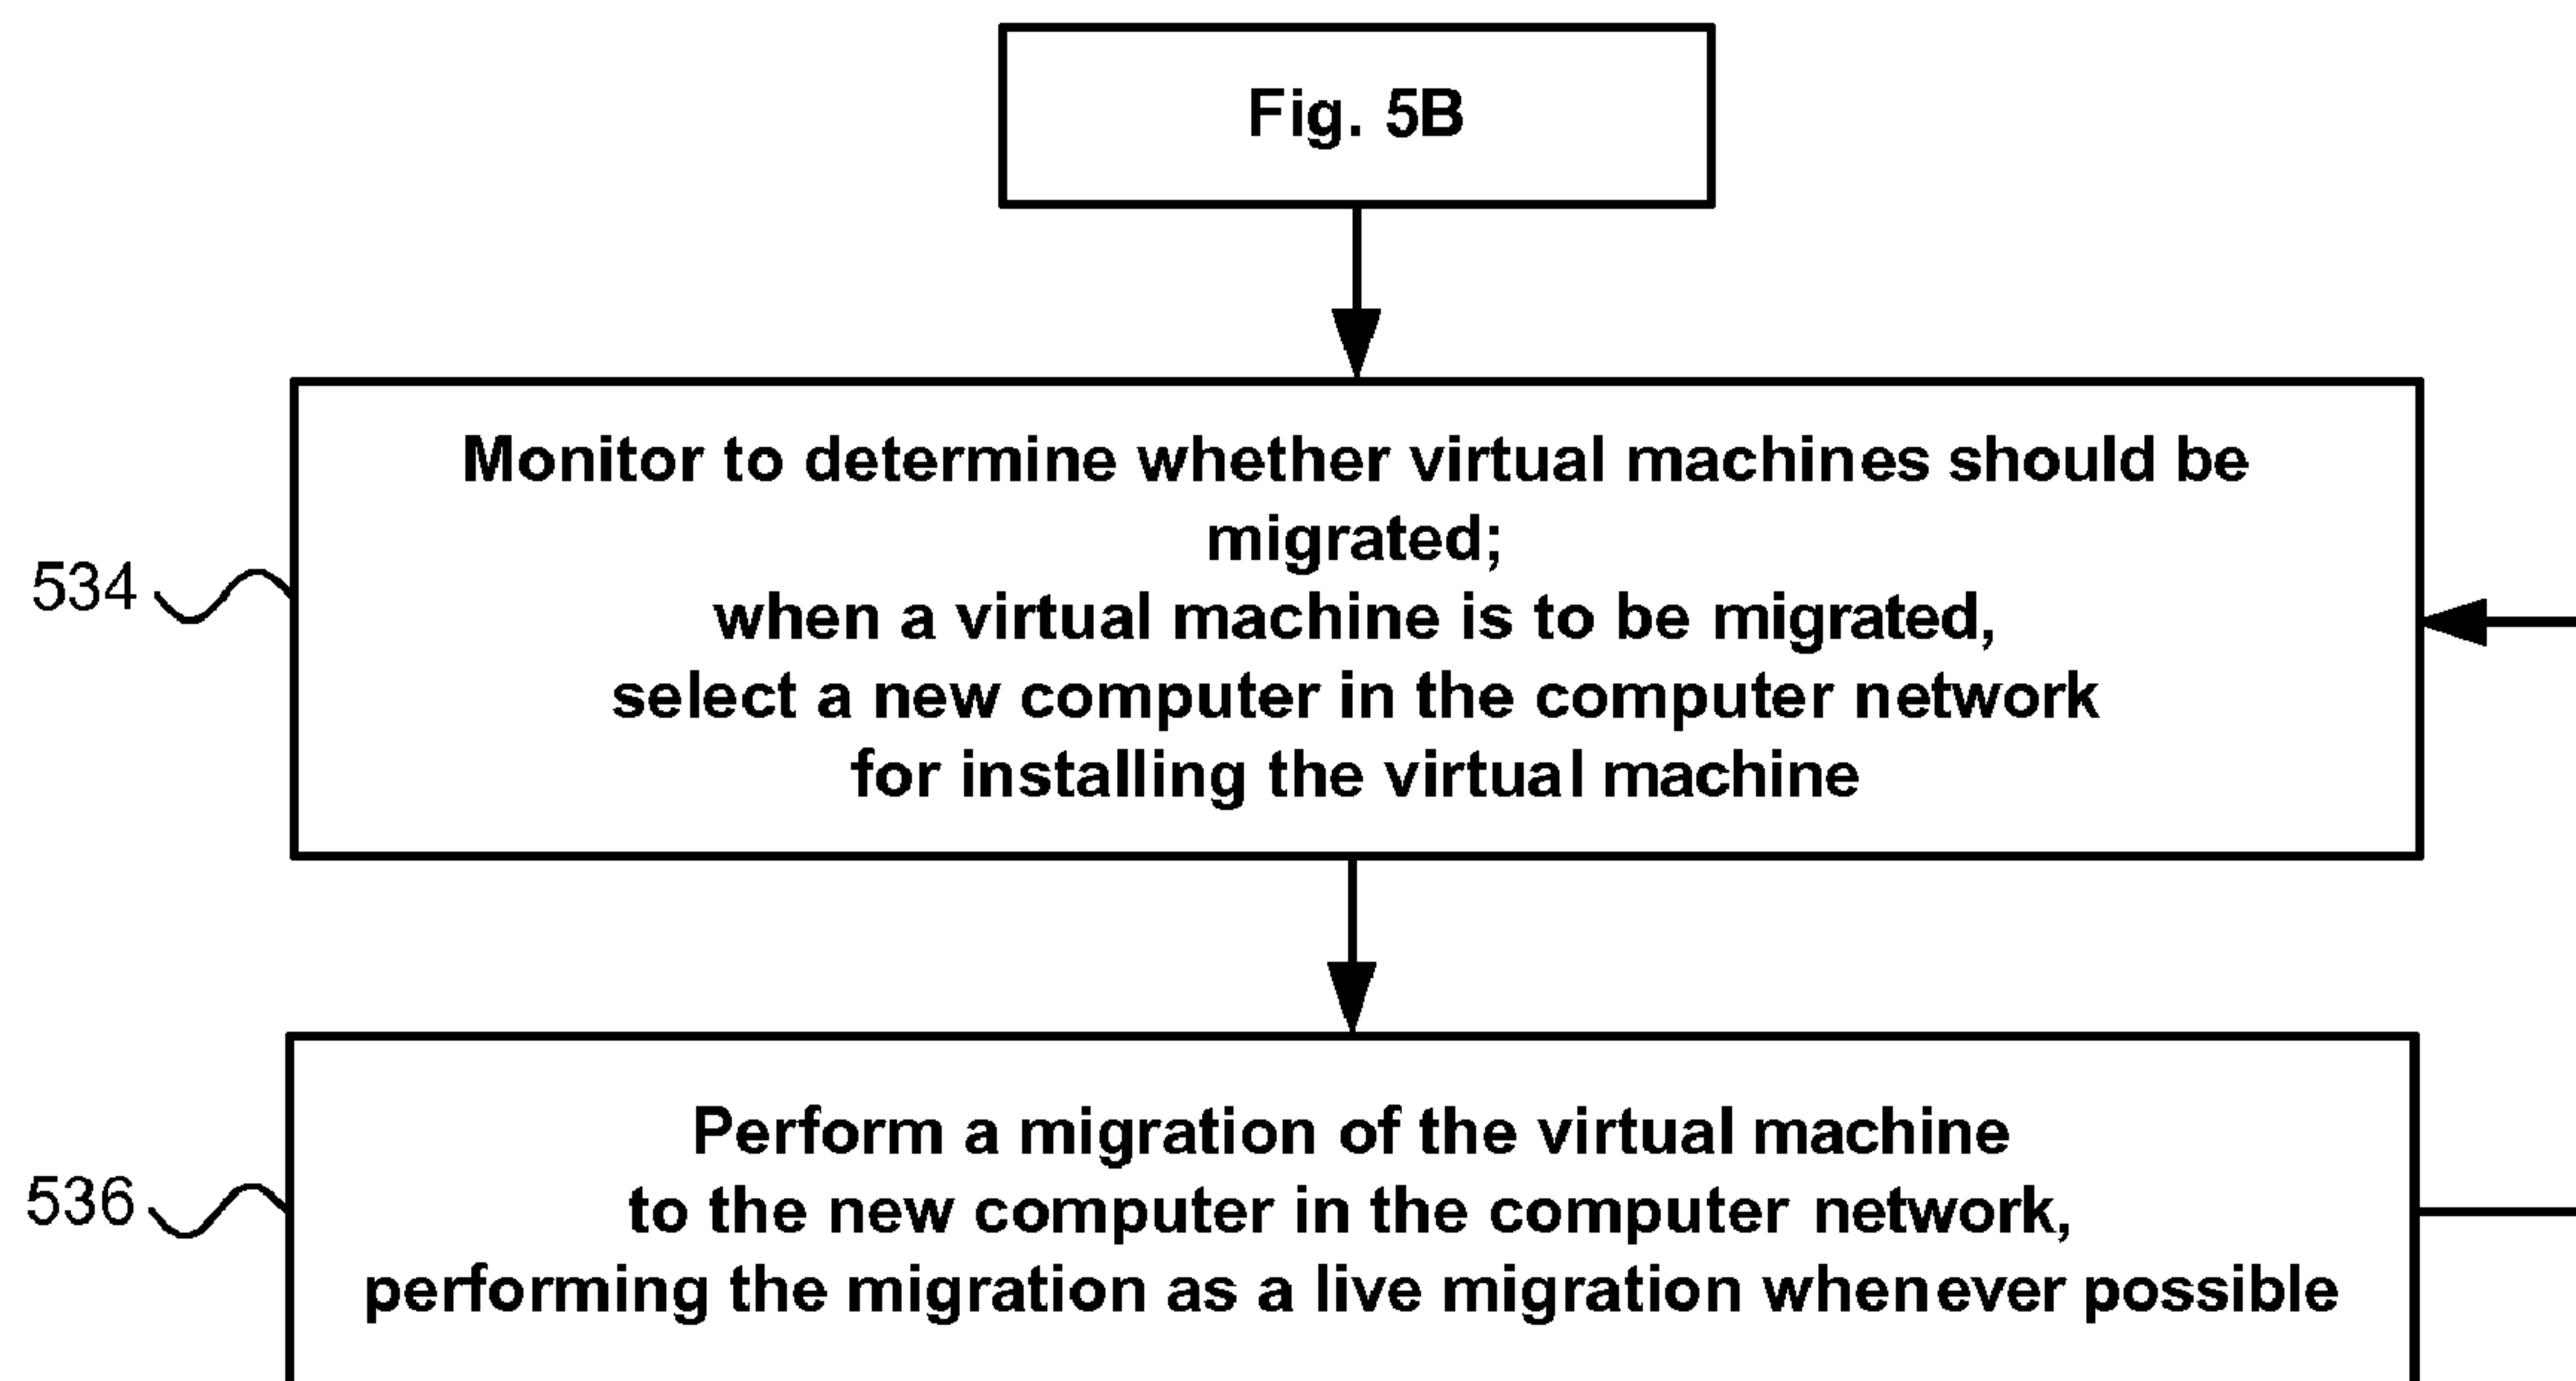 Fig. 5B
Monitor to determine whether virtual machines should be
migrated;
534
when a virtual machine is to be migrated,
select a new computer in the computer network
for installing the virtual machine
Perform a migration of the virtual machine
536
to the new computer in the computer network,
performing the migration as a live migration whenever possible